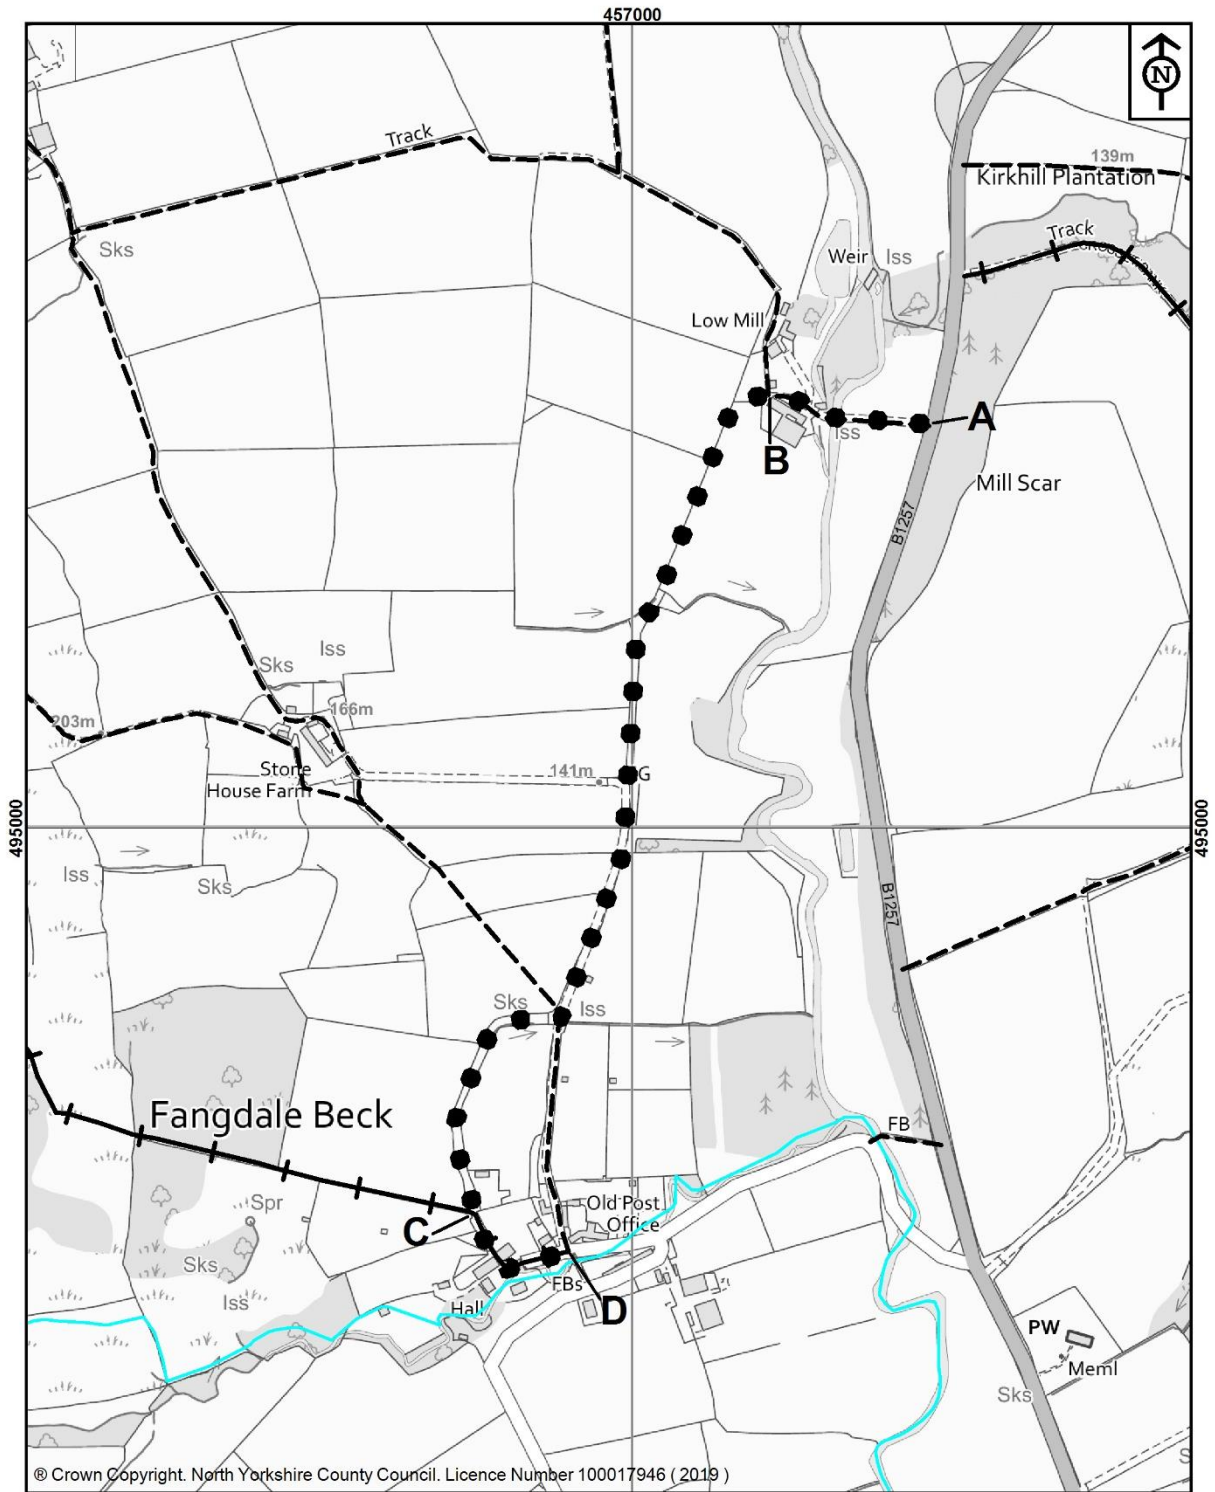 457000
N
Track
139m
Kirkhill Plantation
Sks
Track
Weir
Iss
Low Mill
A
Iss
B
Mill Scar
B1257
Iss
Sks
166m
203m
Stone
House Farm
141m
G
495000
495000
Iss
Sks
B1257
Sks
Iss
Fangdale Beck
FB
Spr
Old Post
Office
C
Sks
FBs
Iss
Hall
D
PW
Meml
Sks
S
® Crown Copyright. North Yorkshire County Council. Licence Number 100017946 ( 2019 )